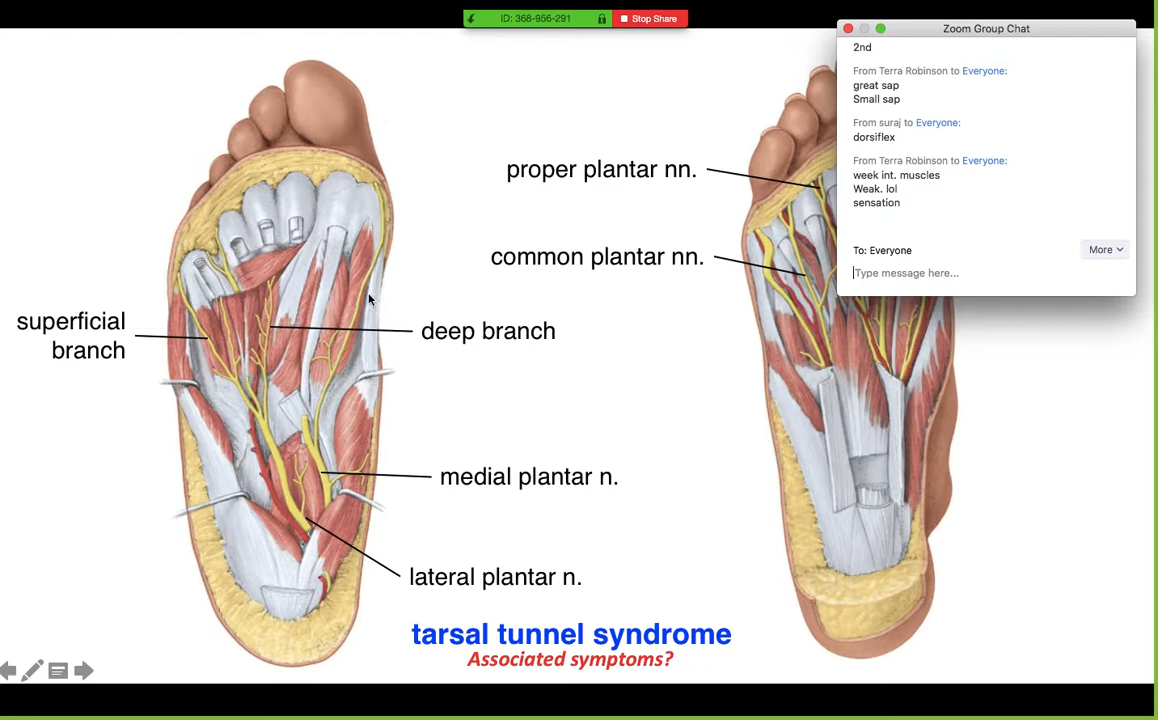 ID: 368-956-291
Stop Share
Zoom Group Chat
2nd
From Terra Robinson to Everyone:
great sap
Small sap
From suraj to Everyone:
dorsiflex
From Terra Robinson to Everyone:
week int. muscles
Weak. lol
sensation
To: Everyone
More
Type message here...
proper plantar nn.
common plantar nn.
superficial
branch
deep branch
medial plantar n.
lateral plantar n.
tarsal tunnel syndrome
Associated symptoms?